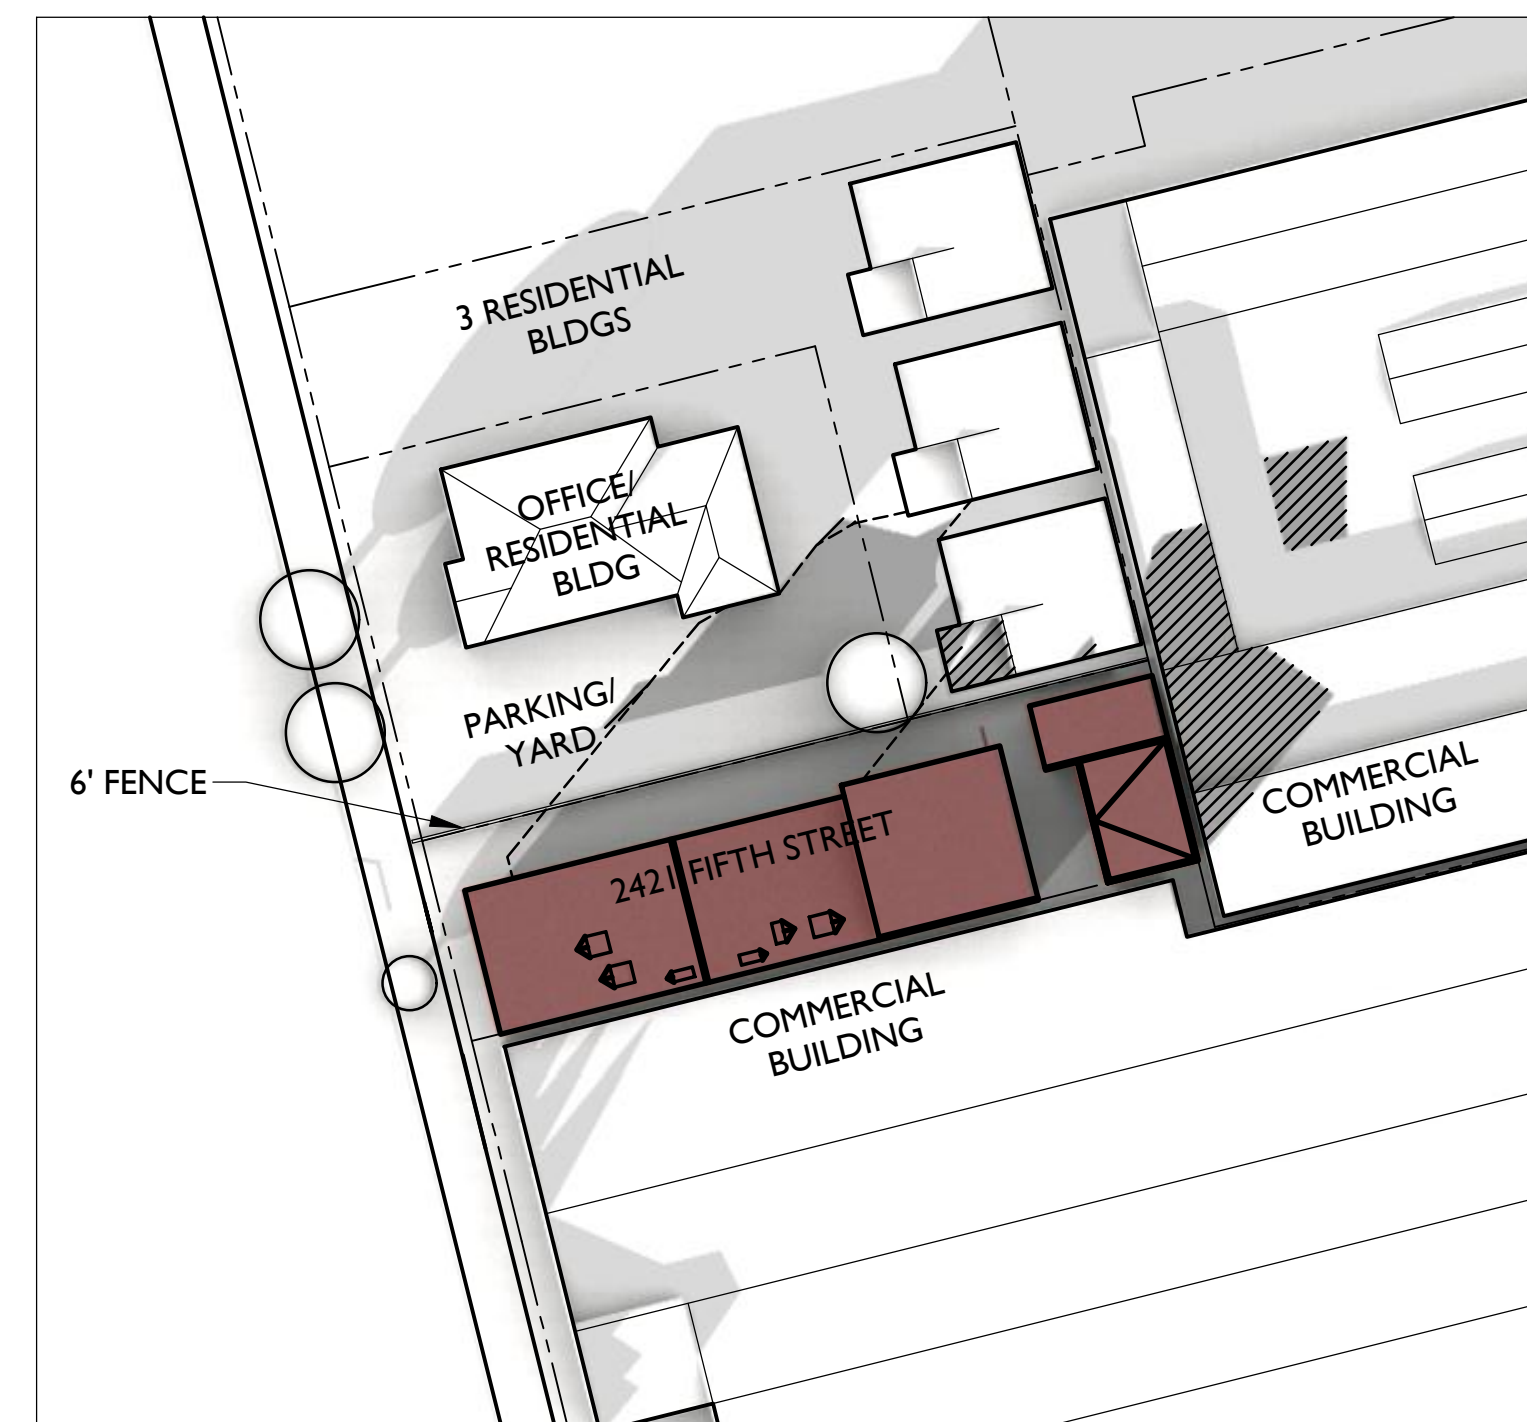 3 RESIDENTIAL
BLDGS
OFFICE/
RESIDENTIAL
BLDG
PARKING/
YARD
6' FENCE
2421 FIFTH STREET
COMMERCIAL
BUILDING
COMMERCIAL
BUILDING